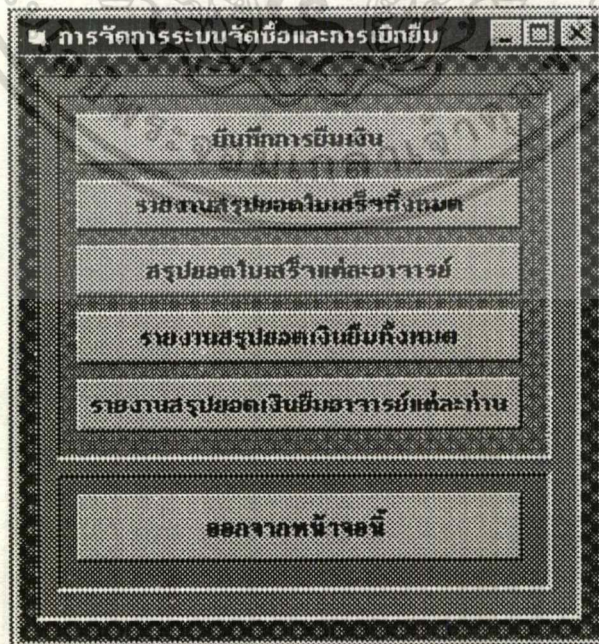 การจัดการระบบจัดซื้อและการเบิกยืม
บันทึกการยืมเงิน
รายงานสรุปยอดใบเสร็จทั้งหมด
สรุปยอดใบเสร็จแต่ละอาจารย์
รายงานสรุปยอดเงินยืมทั้งหมด
รายงานสรุปยอดเงินยืมอาจารย์แต่ละท่าน
ออกจากหน้าจอนี้